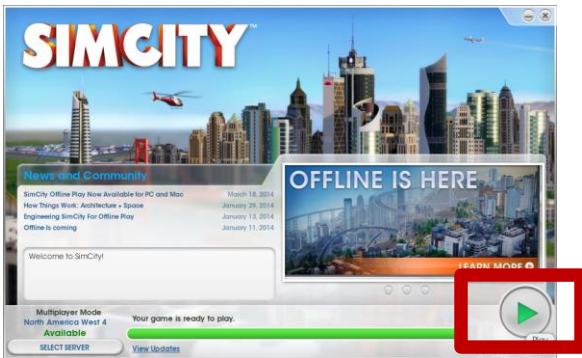 SIMCITY™
News and Community
SimCity Offline Play Now Available for PC and Mac March 18, 2014
How Things Work: Architecture + Space January 29, 2014
Engineering SimCity For Offline Play January 13, 2014
Offline is coming January 11, 2014
Welcome to SimCity!
OFFLINE IS HERE
LEARN MORE
Multiplayer Mode
North America West 4
Available
SELECT SERVER
Your game is ready to play.
View Updates
Play